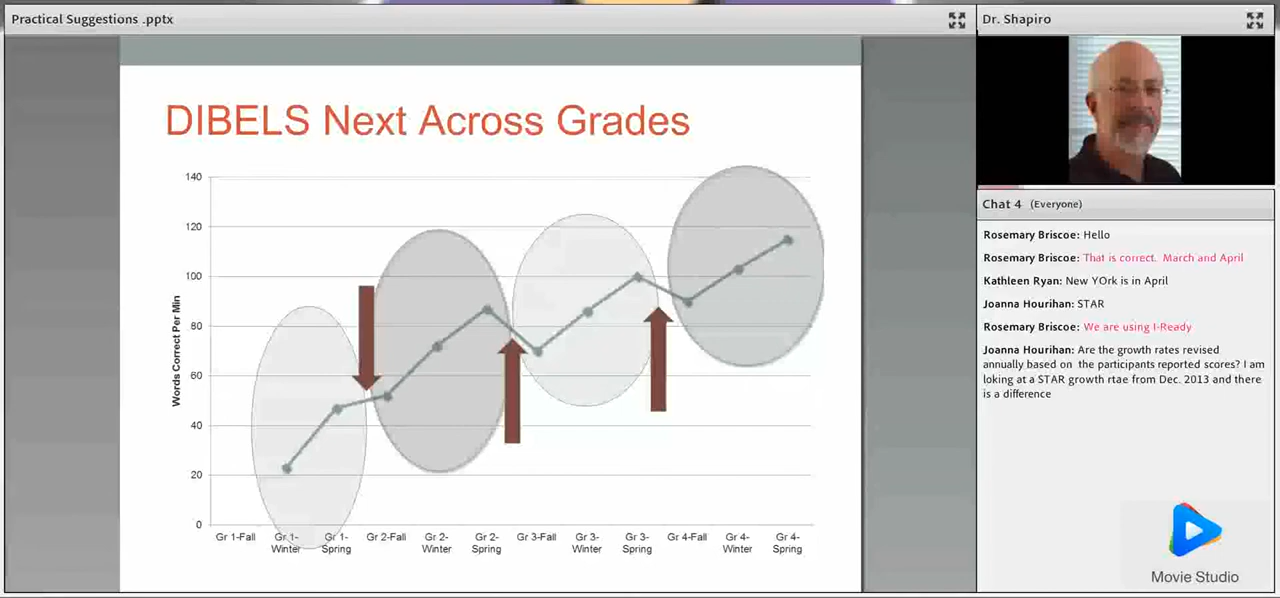 Practical Suggestions .pptx
DIBELS Next Across Grades
Words Correct Per Min
140
120
100
80
60
40
20
0
Gr 1-Fall
Gr 1-
Winter
Gr 1-
Spring
Gr 2-Fall
Gr 2-
Winter
Gr 2-
Spring
Gr 3-Fall
Gr 3-
Winter
Gr 3-
Spring
Gr 4-Fall
Gr 4-
Winter
Gr 4-
Spring
Dr. Shapiro
Chat 4 (Everyone)
Rosemary Briscoe: Hello
Rosemary Briscoe: That is correct. March and April
Kathleen Ryan: New YOrk is in April
Joanna Hourihan: STAR
Rosemary Briscoe: We are using I-Ready
Joanna Hourihan: Are the growth rates revised
annually based on the participants reported scores? I am
loking at a STAR growth rtae from Dec. 2013 and there
is a difference
Movie Studio